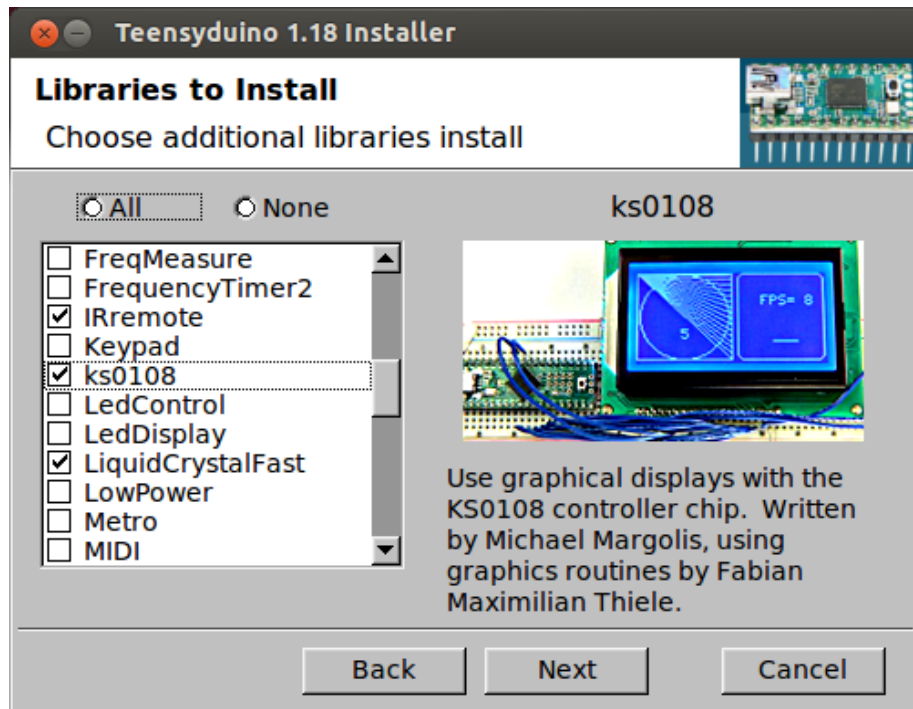 Teensyduino 1.18 Installer
Libraries to Install
Choose additional libraries install
All None
ks0108
FreqMeasure
FrequencyTimer2
IRremote
Keypad
ks0108
LedControl
LedDisplay
LiquidCrystalFast
LowPower
Metro
MIDI
FPS= 8
5
Use graphical displays with the
KS0108 controller chip. Written
by Michael Margolis, using
graphics routines by Fabian
Maximilian Thiele.
Back Next Cancel